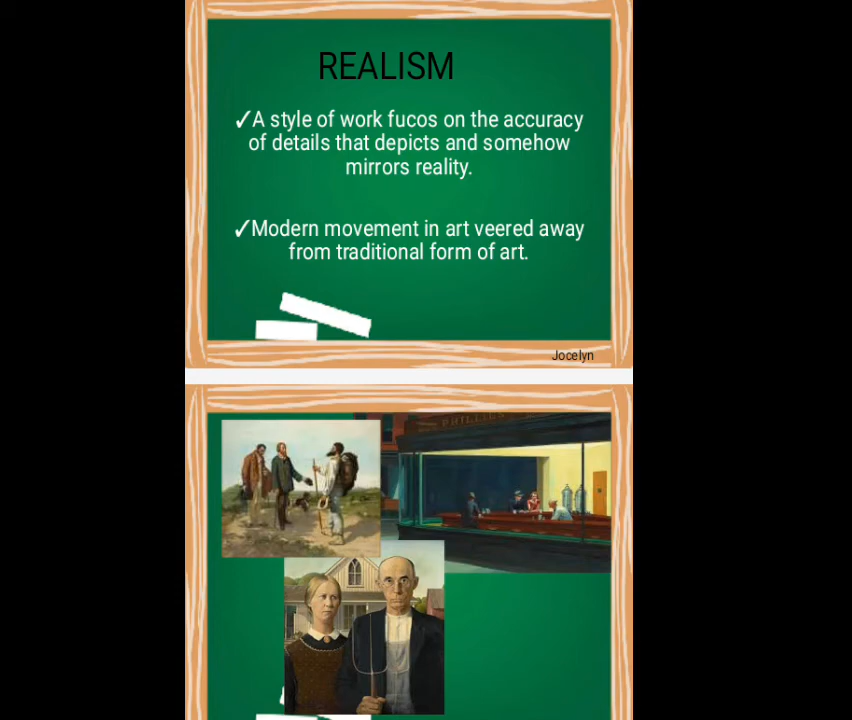 REALISM
✓A style of work fucos on the accuracy
of details that depicts and somehow
mirrors reality.
✓Modern movement in art veered away
from traditional form of art.
Jocelyn
PHILLIES